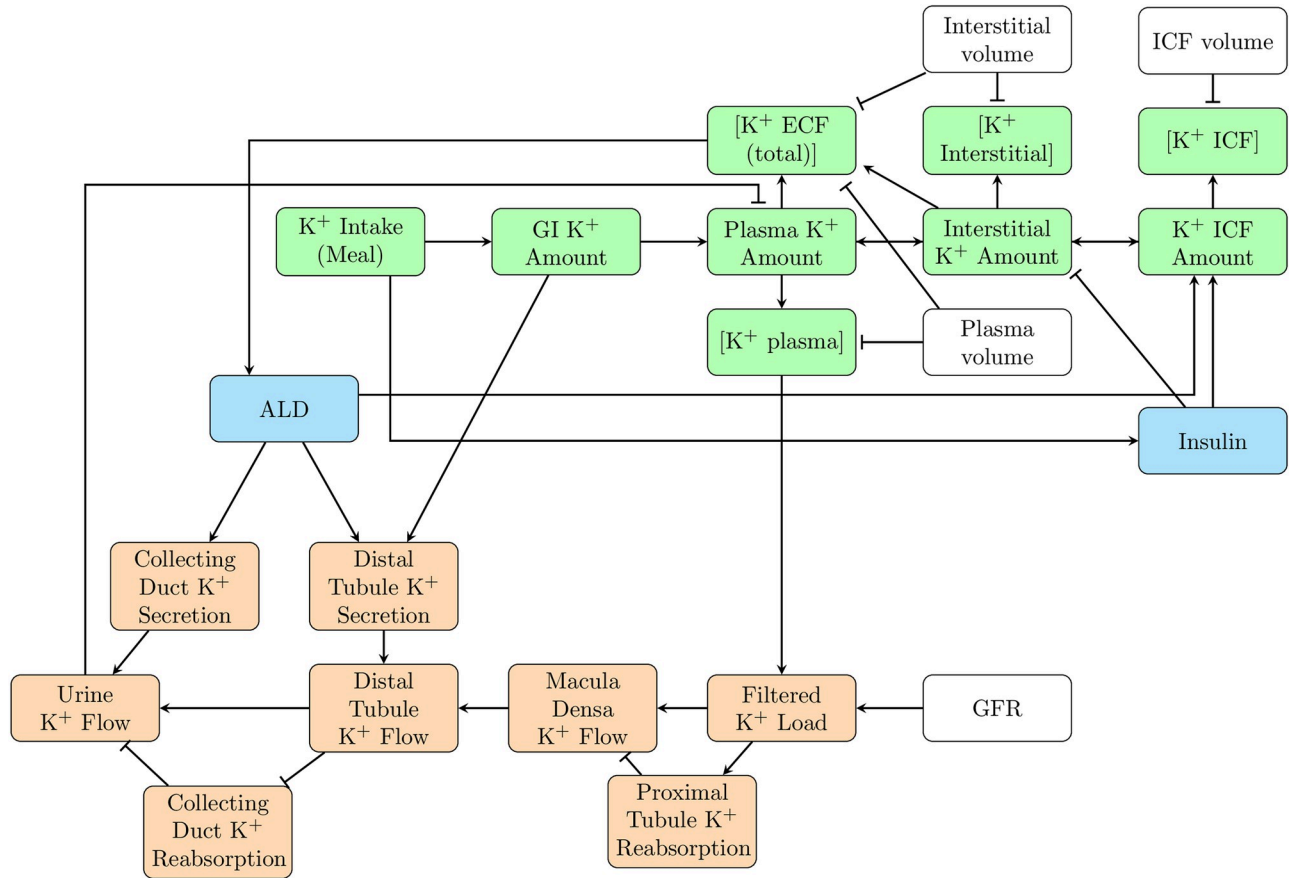 Interstitial
volume
ICF volume
[K⁺ ECF
(total)]
[K⁺
Interstitial]
[K⁺ ICF]
K⁺ Intake
(Meal)
GI K⁺
Amount
Plasma K⁺
Amount
Interstitial
K⁺ Amount
K⁺ ICF
Amount
[K⁺ plasma]
Plasma
volume
ALD
Insulin
Collecting
Duct K⁺
Secretion
Distal
Tubule K⁺
Secretion
Urine
K⁺ Flow
Distal
Tubule
K⁺ Flow
Macula
Densa
K⁺ Flow
Filtered
K⁺ Load
GFR
Collecting
Duct K⁺
Reabsorption
Proximal
Tubule K⁺
Reabsorption